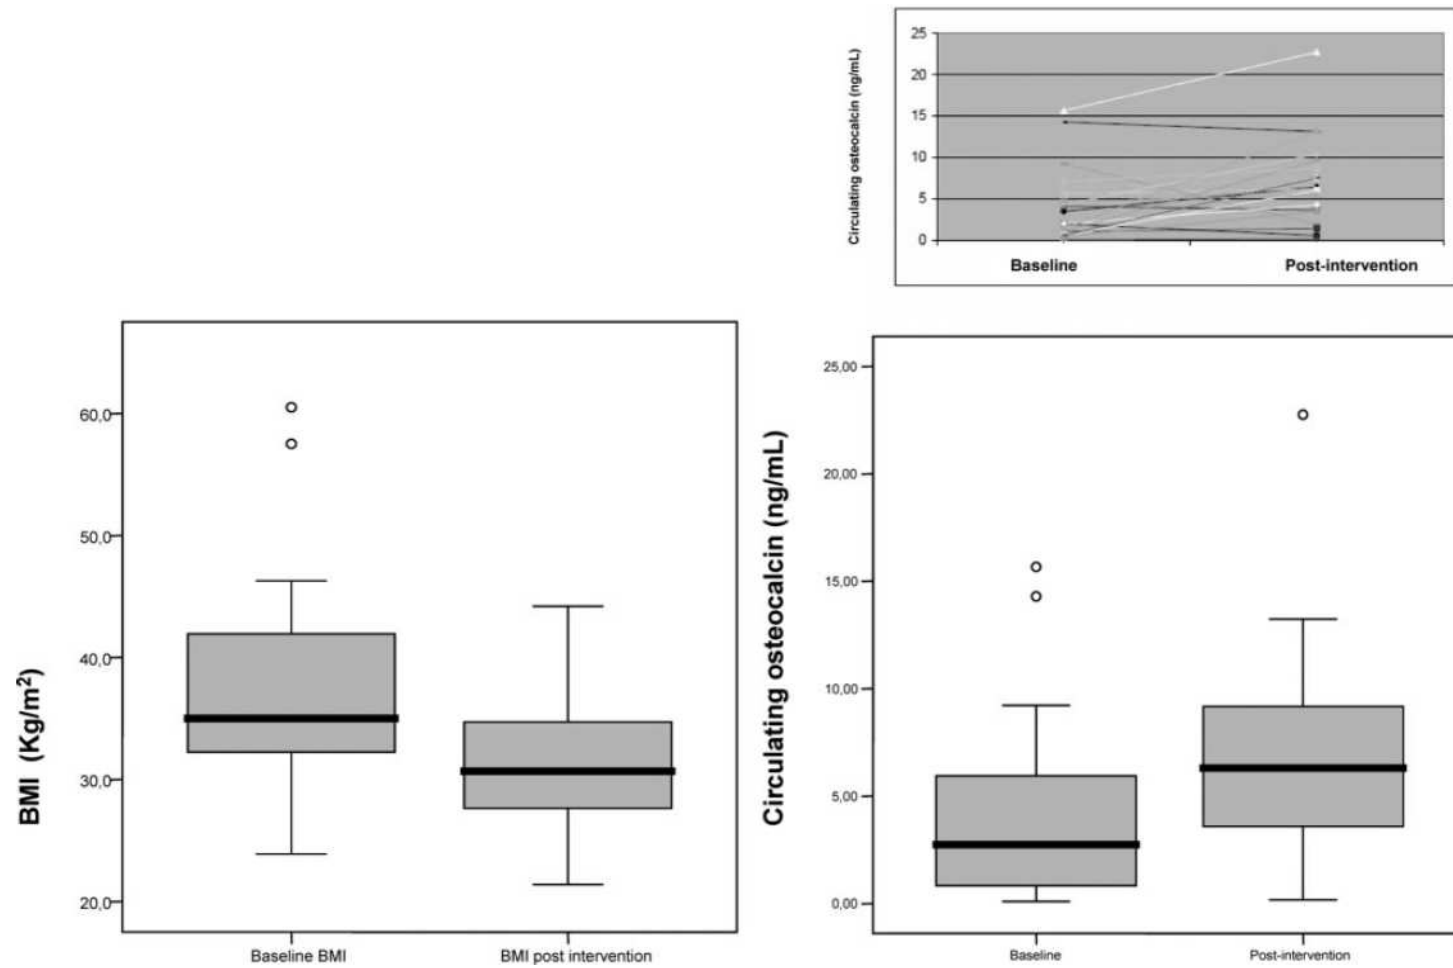 Circulating osteocalcin (ng/mL)
25
20
15
10
5
0
Baseline
Post-intervention
BMI (Kg/m²)
60,0
50,0
40,0
30,0
20,0
Baseline BMI
BMI post intervention
Circulating osteocalcin (ng/mL)
25,00
20,00
15,00
10,00
5,00
0,00
Baseline
Post-intervention